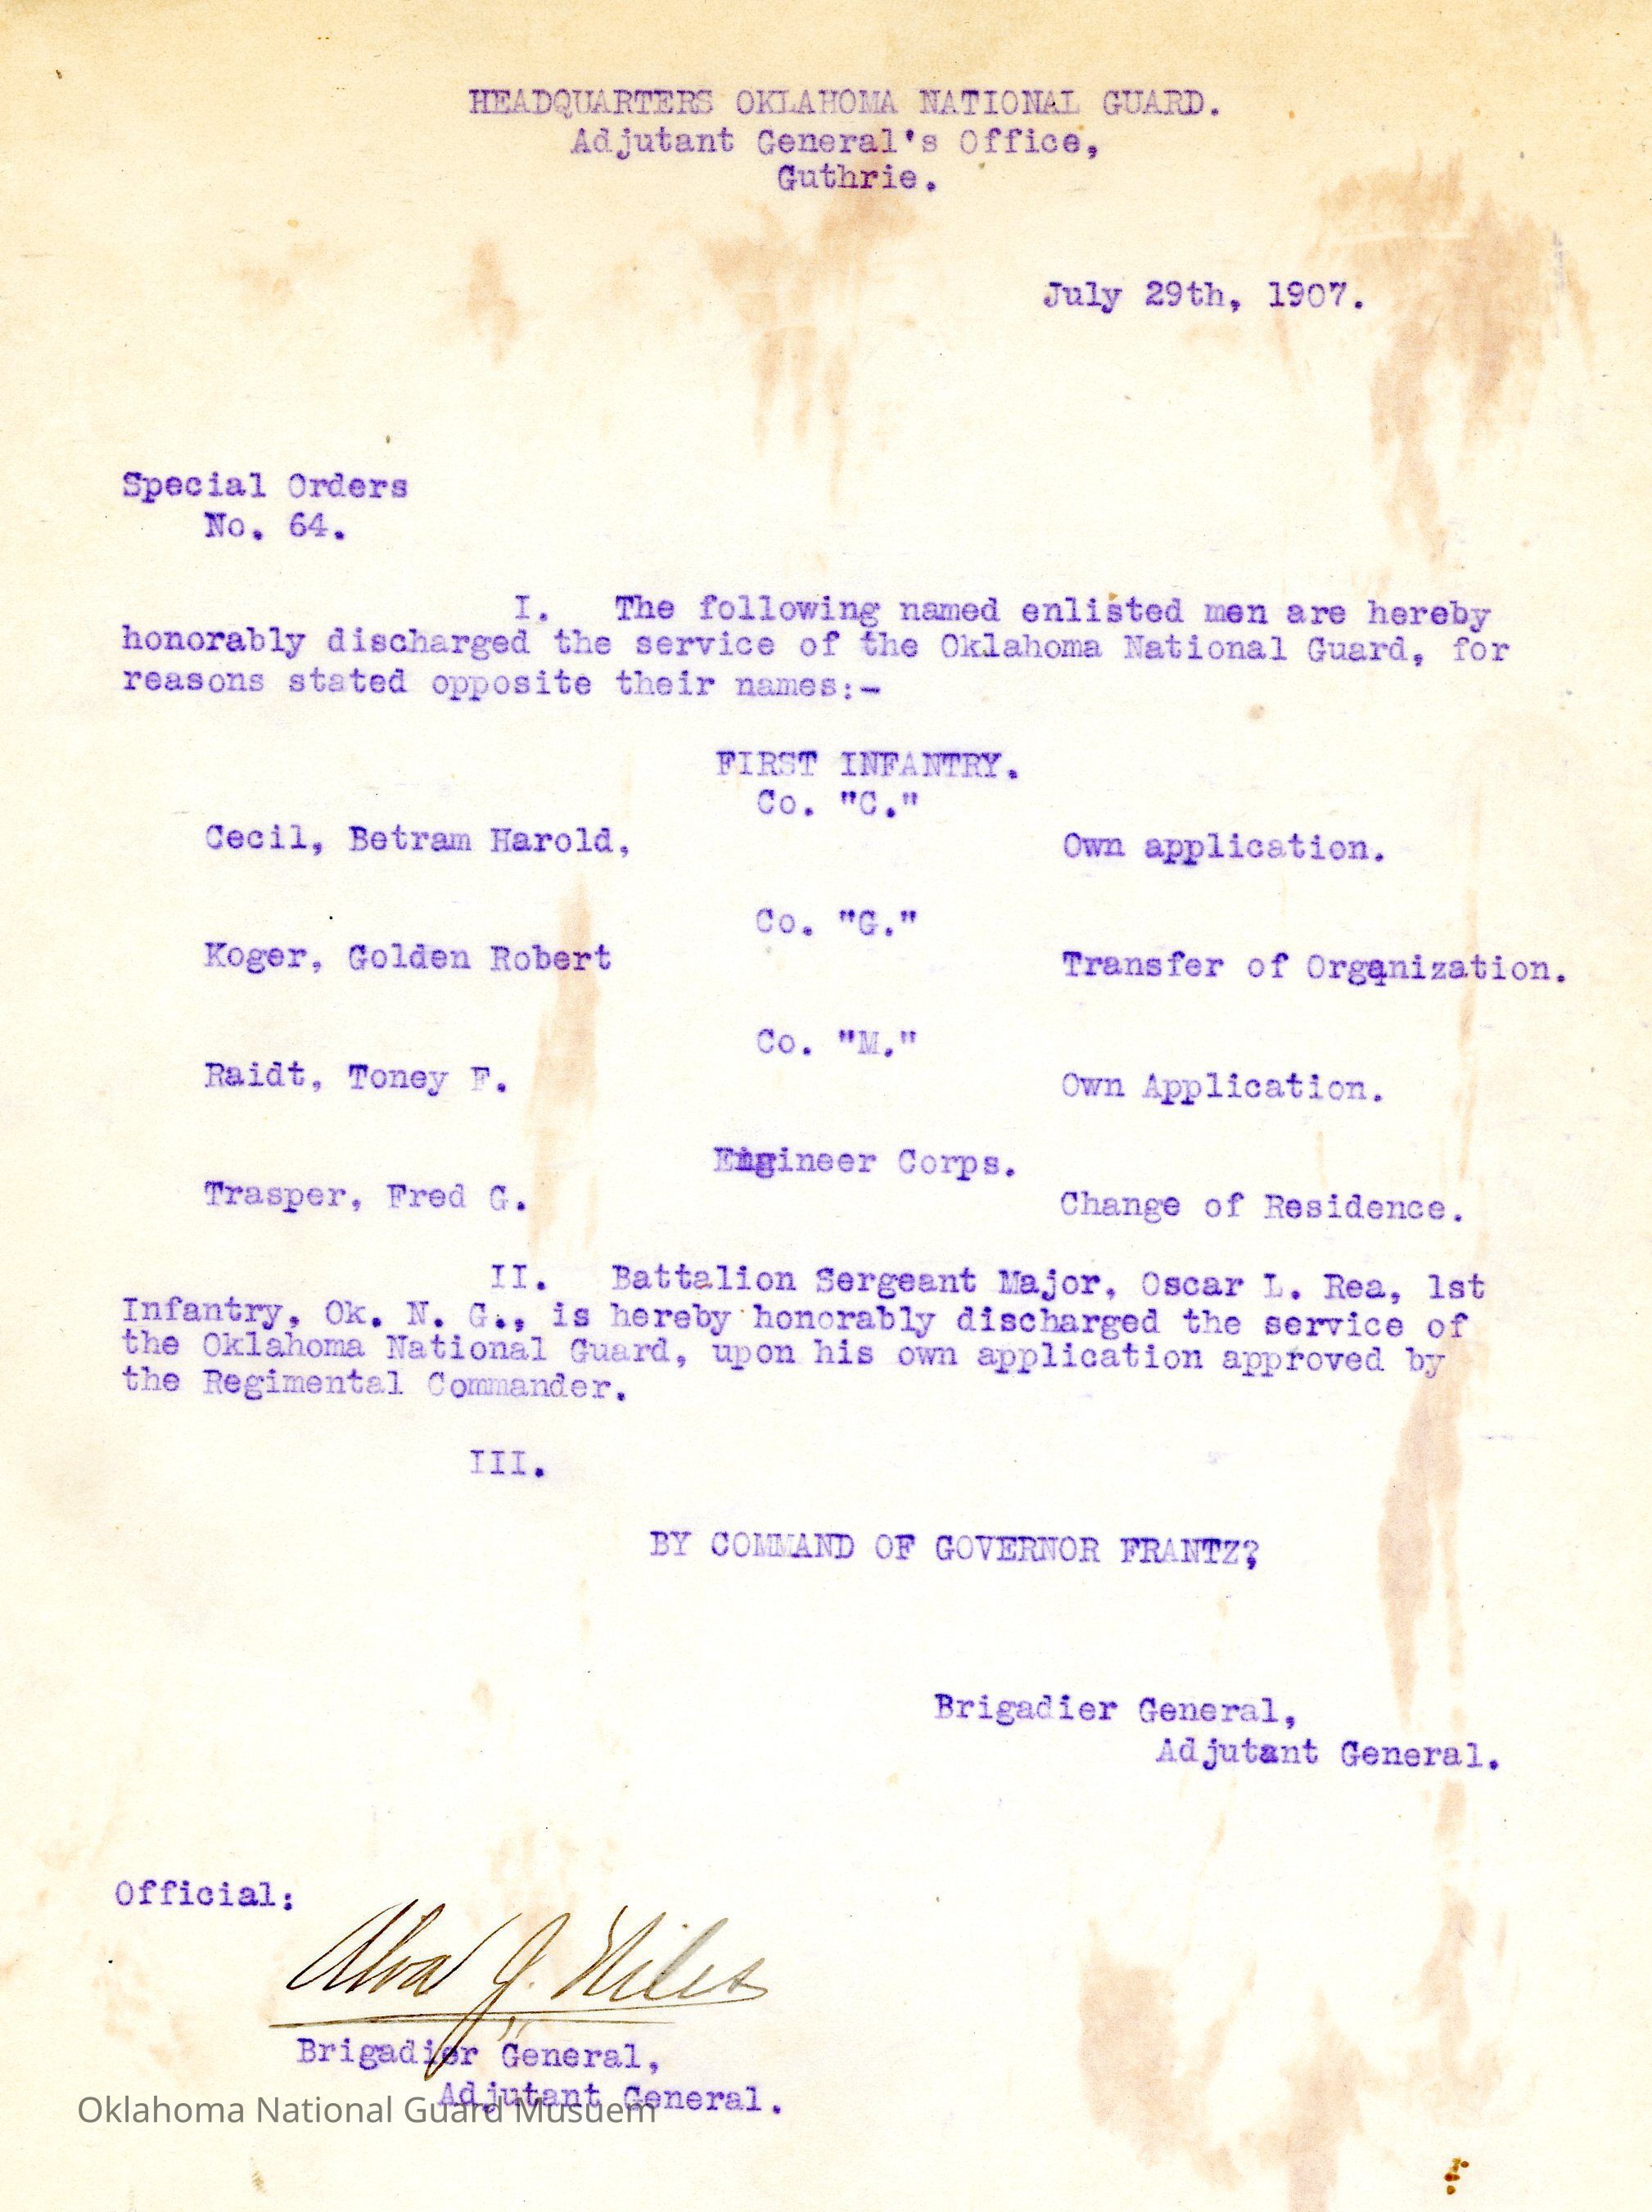 HEADQUARTERS OKLAHOMA NATIONAL GUARD.
Adjutant General's Office,
Guthrie.
July 29th, 1907.
Special Orders
No. 64.
I. The following named enlisted men are hereby
honorably discharged the service of the Oklahoma National Guard, for
reasons stated opposite their names:-
FIRST INFANTRY.
Co. "C."
Cecil, Betram Harold, Own application.
Co. "G."
Koger, Golden Robert Transfer of Organization.
Co. "M."
Raidt, Toney F. Own Application.
Engineer Corps.
Trasper, Fred G. Change of Residence.
II. Battalion Sergeant Major, Oscar L. Rea, 1st
Infantry, Ok. N. G., is hereby honorably discharged the service of
the Oklahoma National Guard, upon his own application approved by
the Regimental Commander.
III.
BY COMMAND OF GOVERNOR FRANTZ?
Brigadier General,
Adjutant General.
Official:
Alva J. Niles
Brigadier General,
Adjutant General.
Oklahoma National Guard Musuem